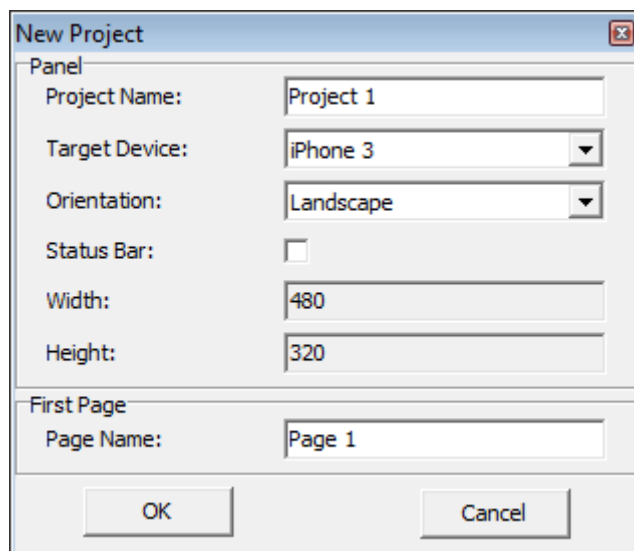 New Project
Panel
Project Name: Project 1
Target Device: iPhone 3
Orientation: Landscape
Status Bar:
Width: 480
Height: 320
First Page
Page Name: Page 1
OK Cancel